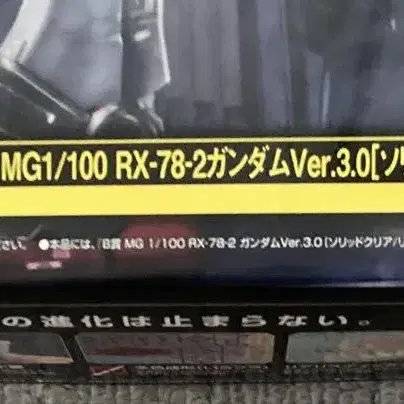 MG1/100 RX-78-2ガンダムVer.3.0[ソリ
さい。 ●本品には、「B賞 MG 1/100 RX-78-2 ガンダムVer.3.0[ソリッドクリア/リ
の進化は止まらない。